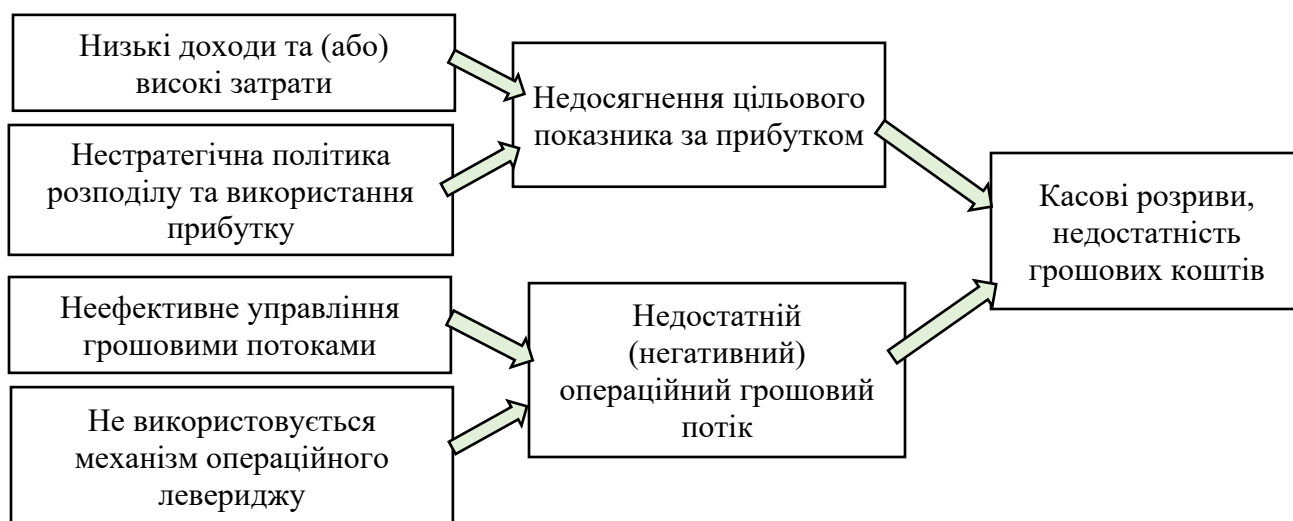 Низькі доходи та (або)
високі затрати
Нестратегічна політика
розподілу та використання
прибутку
Неефективне управління
грошовими потоками
Не використовується
механізм операційного
левериджу
Недосягнення цільового
показника за прибутком
Недостатній
(негативний)
операційний грошовий
потік
Касові розриви,
недостатність
грошових коштів